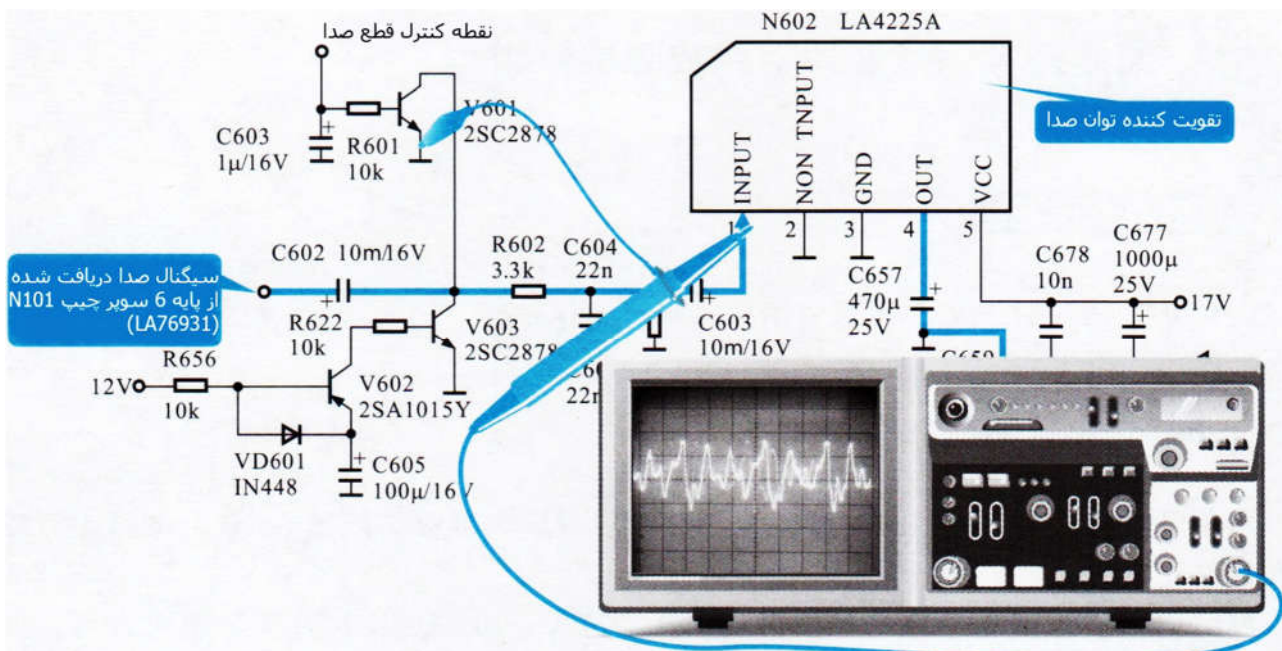 نقطه کنترل قطع صدا
N602 LA4225A
V601
2SC2878
C603
1µ/16V
R601
10k
INPUT
NON TNPUT
GND
OUT
VCC
تقویت کننده توان صدا
1
2
3
4
5
C602 10m/16V
R602
3.3k
C604
22n
C657
470µ
25V
C678
10n
C677
1000µ
25V
17V
سیگنال صدا دریافت شده
از پایه 6 سوپر چیپ N101
(LA76931)
R622
10k
V603
2SC2878
C603
10m/16V
22n
C659
R656
12V
10k
V602
2SA1015Y
VD601
IN448
C605
100µ/16V